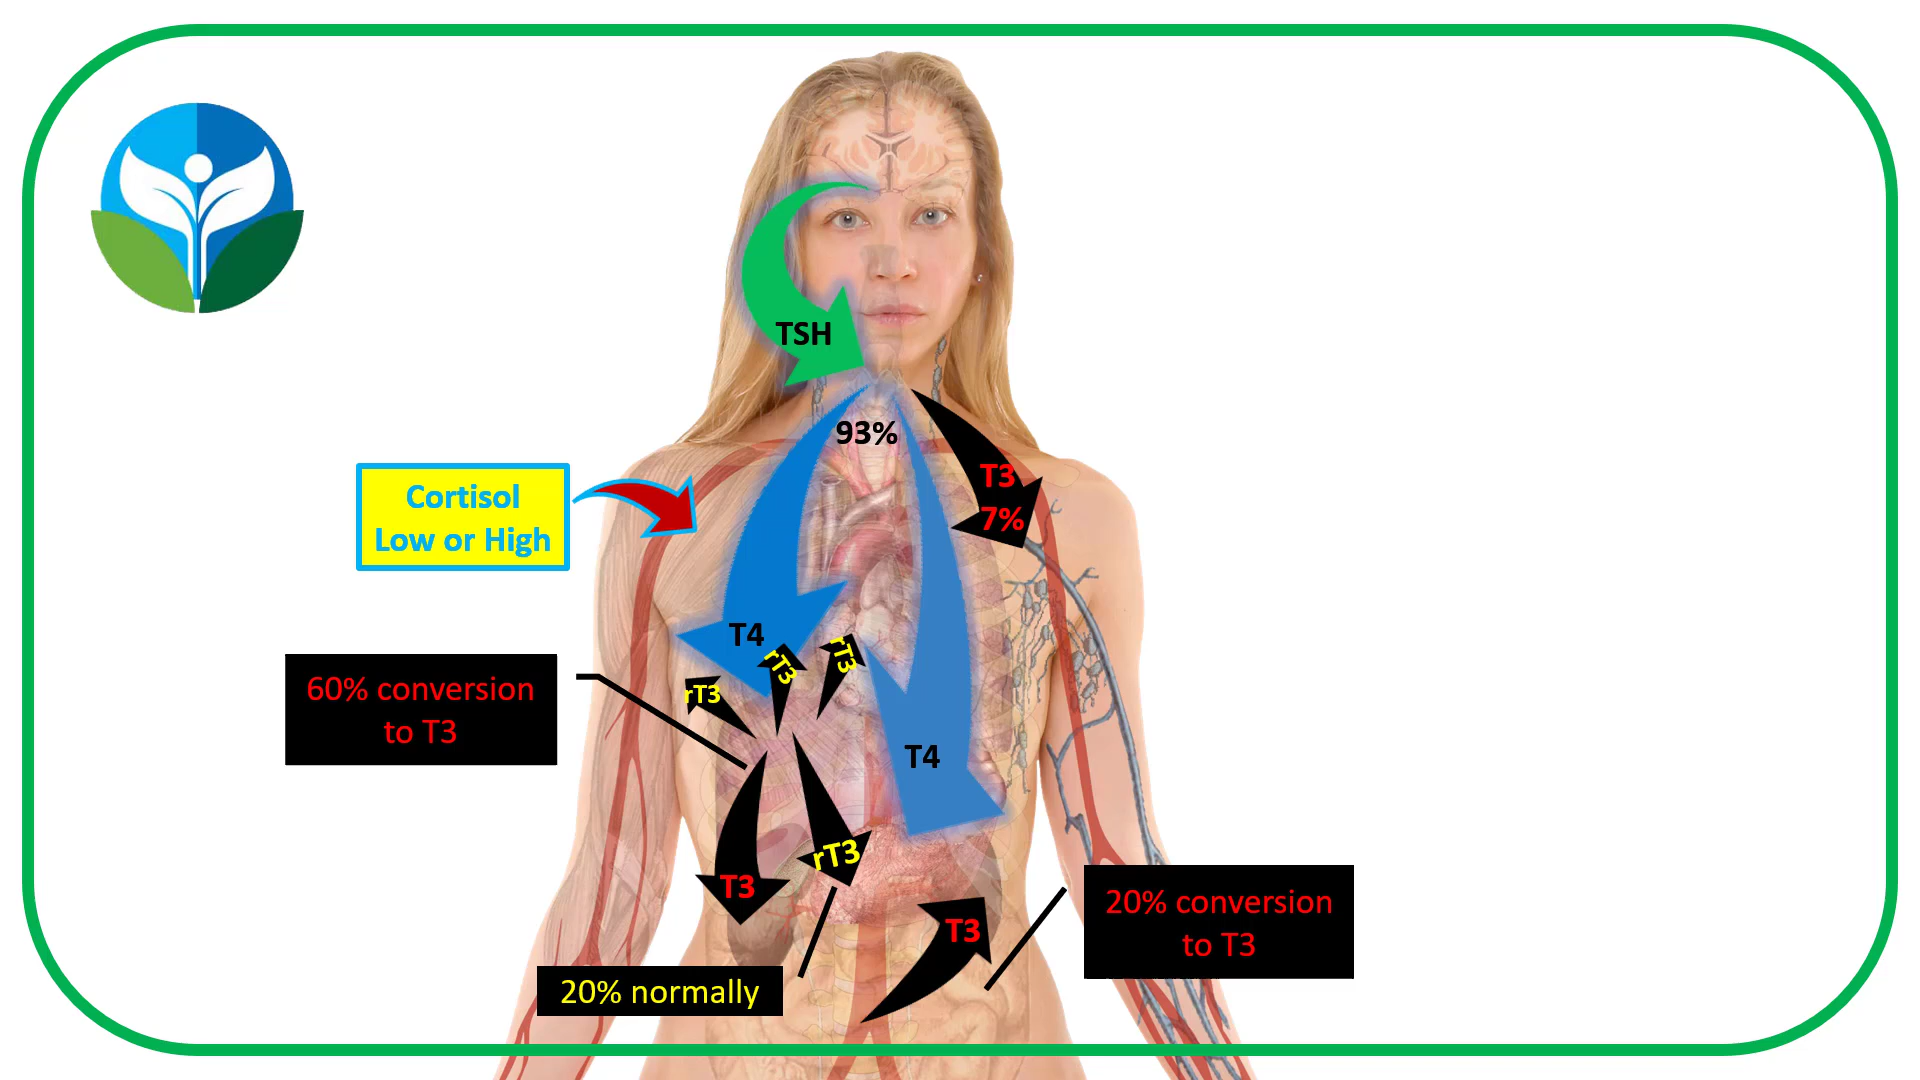 TSH
93%
T3
7%
Cortisol
Low or High
T4
rT3
rT3
rT3
60% conversion
to T3
T4
rT3
T3
20% conversion
to T3
T3
20% normally